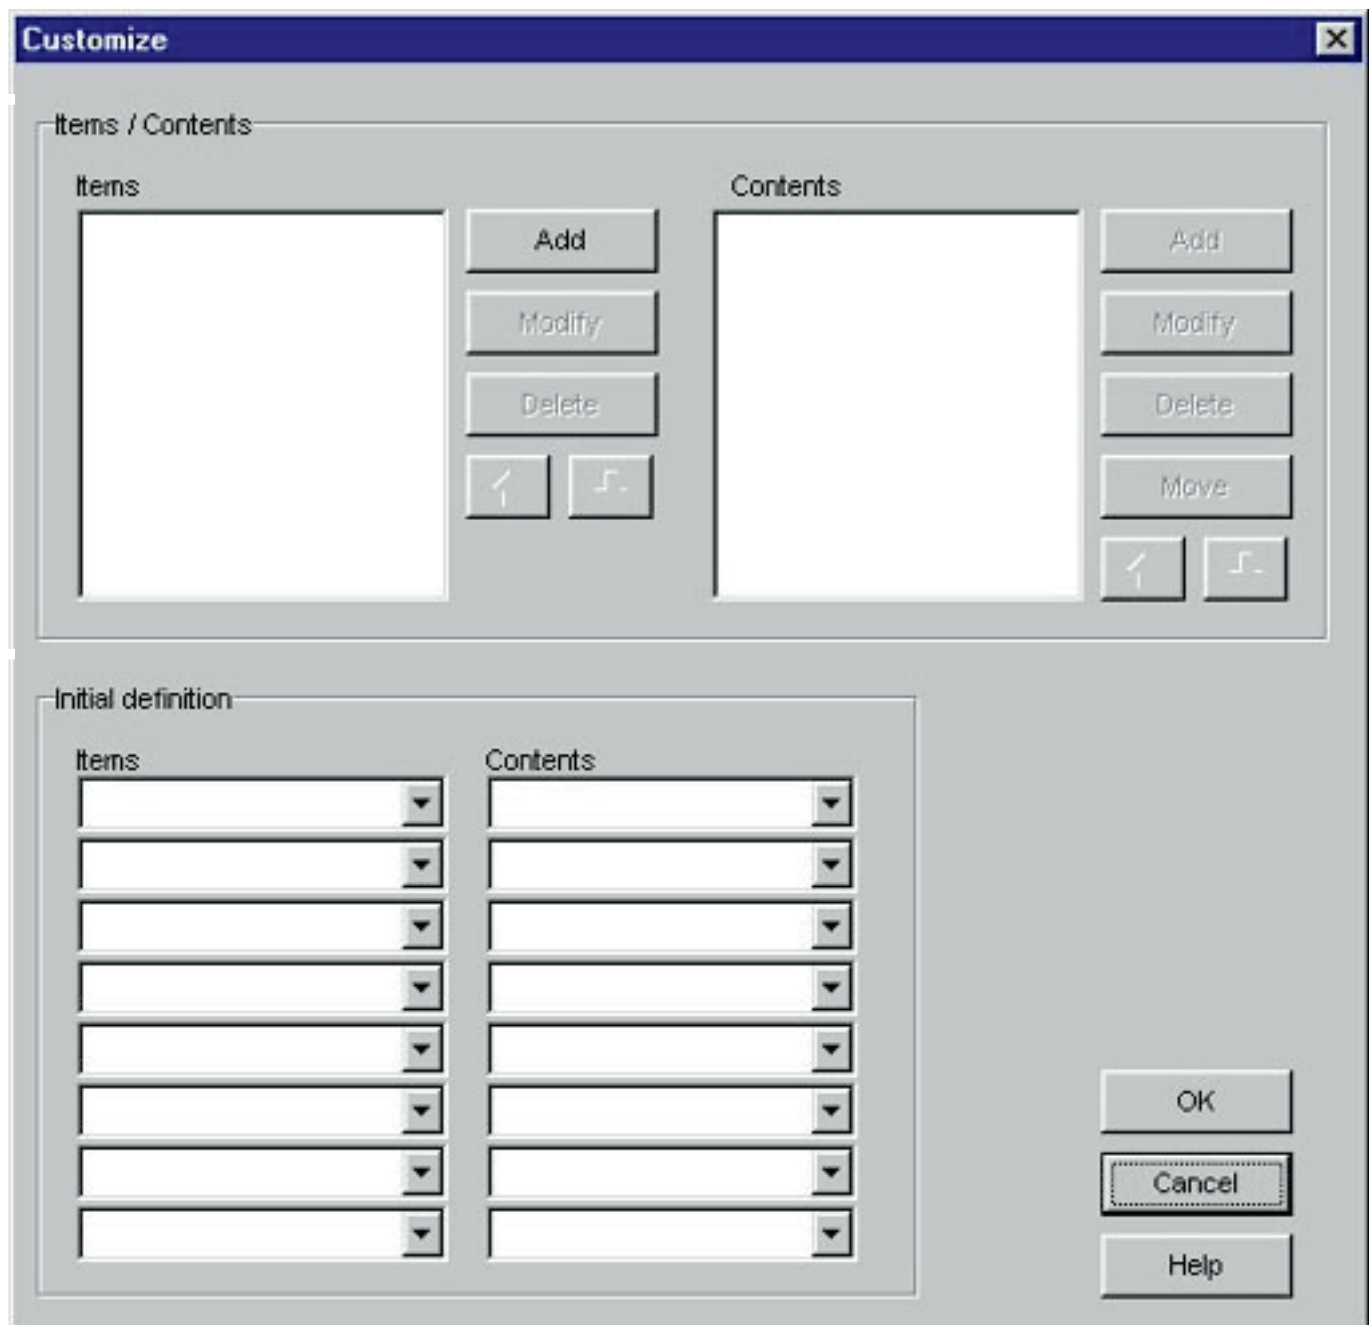 Customize
Items / Contents
Items Contents
Add Add
Modify Modify
Delete Delete
Move
Initial definition
Items Contents
OK
Cancel
Help